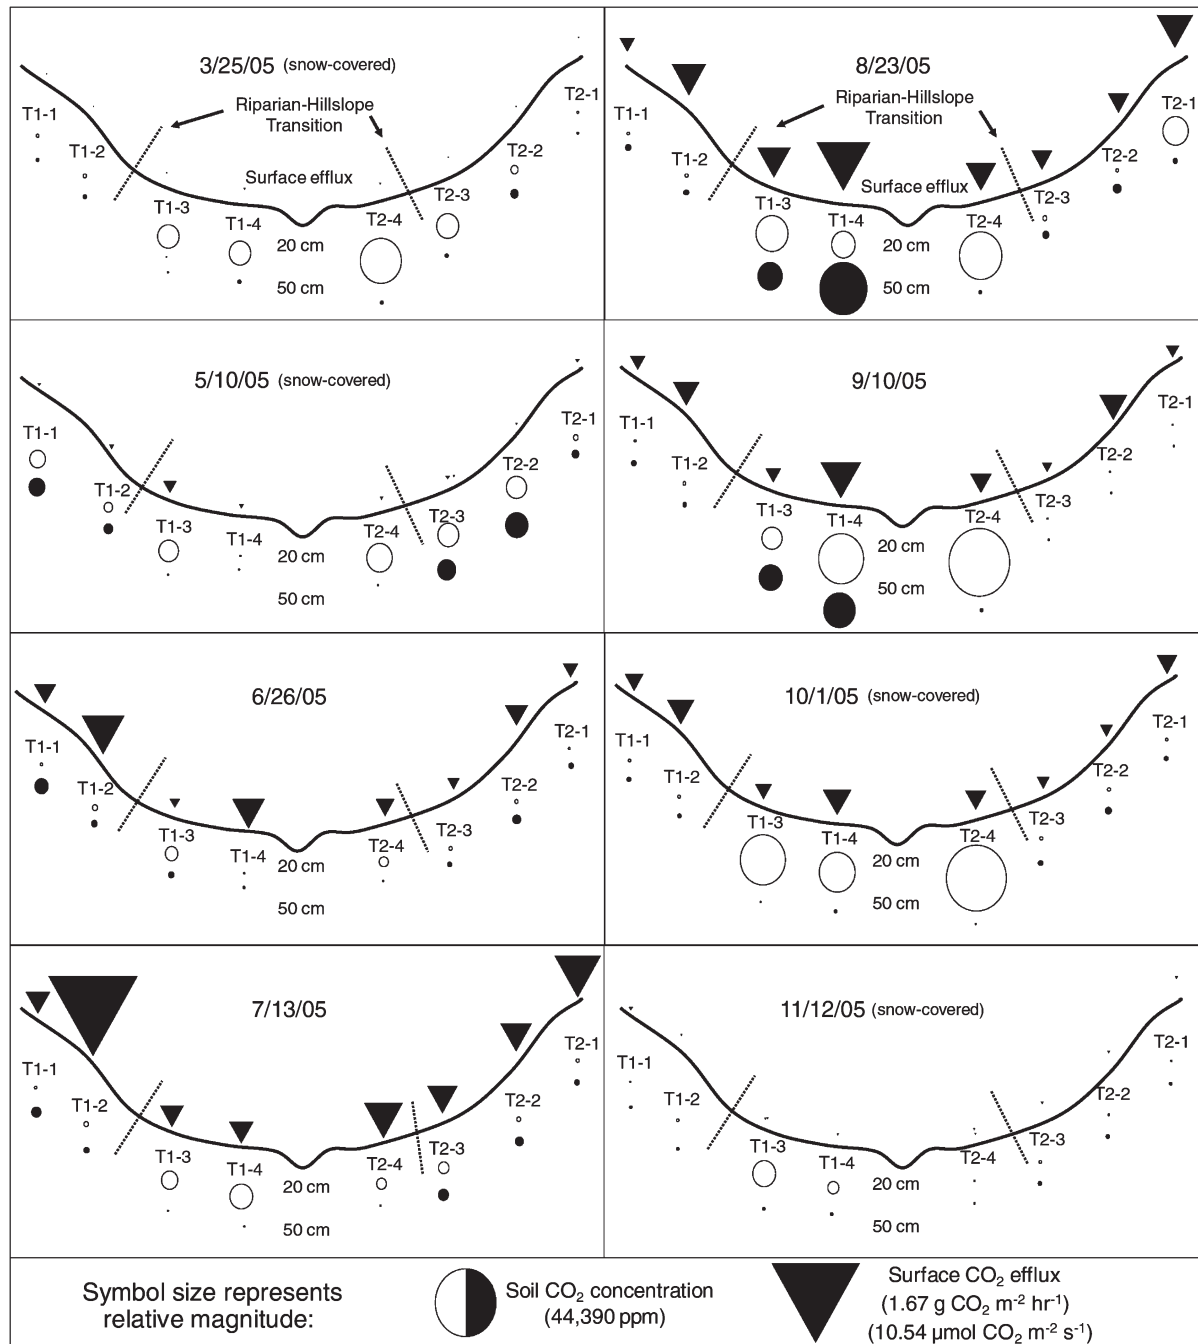 3/25/05 (snow-covered)
Riparian-Hillslope
Transition
T1-1
T1-2
T1-3
T1-4
Surface efflux
20 cm
50 cm
T2-4
T2-3
T2-2
T2-1
8/23/05
Riparian-Hillslope
Transition
T1-1
T1-2
T1-3
T1-4
Surface efflux
20 cm
50 cm
T2-4
T2-3
T2-2
T2-1
5/10/05 (snow-covered)
T1-1
T1-2
T1-3
T1-4
20 cm
50 cm
T2-4
T2-3
T2-2
T2-1
9/10/05
T1-1
T1-2
T1-3
T1-4
20 cm
50 cm
T2-4
T2-3
T2-2
T2-1
6/26/05
T1-1
T1-2
T1-3
T1-4
20 cm
50 cm
T2-4
T2-3
T2-2
T2-1
10/1/05 (snow-covered)
T1-1
T1-2
T1-3
T1-4
20 cm
50 cm
T2-4
T2-3
T2-2
T2-1
7/13/05
T1-1
T1-2
T1-3
T1-4
20 cm
50 cm
T2-4
T2-3
T2-2
T2-1
11/12/05 (snow-covered)
T1-1
T1-2
T1-3
T1-4
20 cm
50 cm
T2-4
T2-3
T2-2
T2-1
Symbol size represents
relative magnitude:
Soil CO₂ concentration
(44,390 ppm)
Surface CO₂ efflux
(1.67 g CO₂ m⁻² hr⁻¹)
(10.54 µmol CO₂ m⁻² s⁻¹)